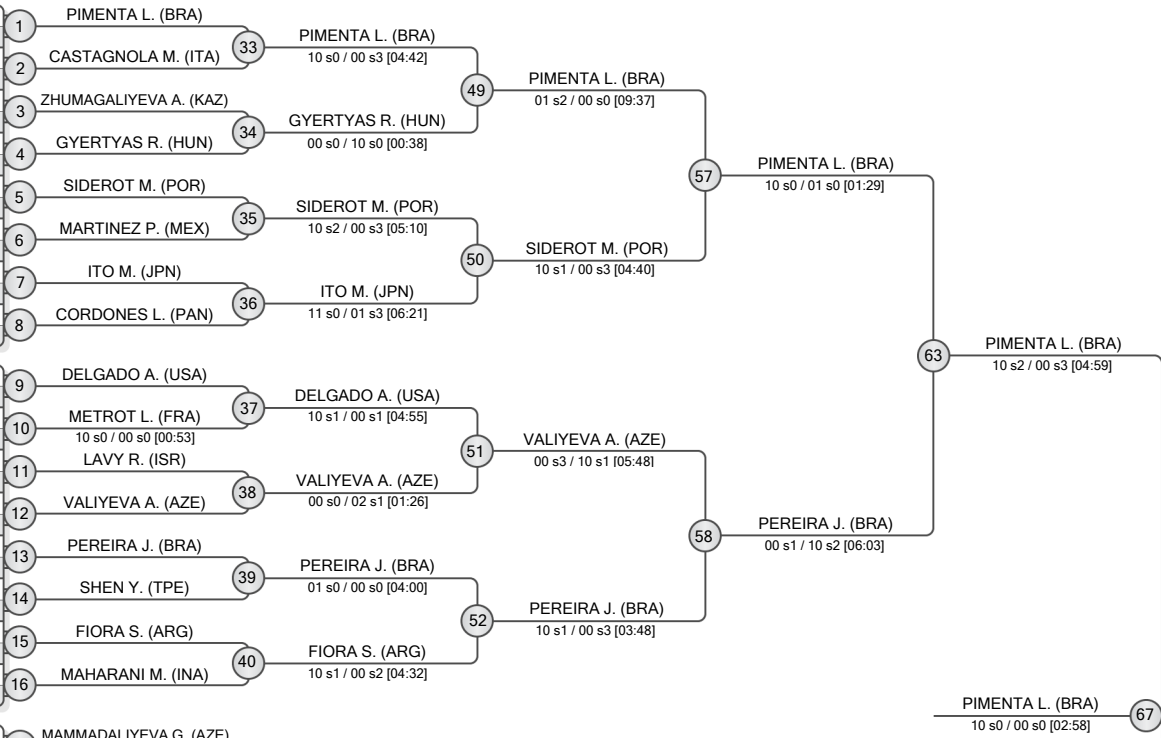 1
PIMENTA L. (BRA)
2
CASTAGNOLA M. (ITA)
33
PIMENTA L. (BRA)
10 s0 / 00 s3 [04:42]
3
ZHUMAGALIYEVA A. (KAZ)
4
GYERTYAS R. (HUN)
34
GYERTYAS R. (HUN)
00 s0 / 10 s0 [00:38]
49
PIMENTA L. (BRA)
01 s2 / 00 s0 [09:37]
5
SIDEROT M. (POR)
6
MARTINEZ P. (MEX)
35
SIDEROT M. (POR)
10 s2 / 00 s3 [05:10]
7
ITO M. (JPN)
8
CORDONES L. (PAN)
36
ITO M. (JPN)
11 s0 / 01 s3 [06:21]
50
SIDEROT M. (POR)
10 s1 / 00 s3 [04:40]
57
PIMENTA L. (BRA)
10 s0 / 01 s0 [01:29]
9
DELGADO A. (USA)
10
METROT L. (FRA)
10 s0 / 00 s0 [00:53]
37
DELGADO A. (USA)
10 s1 / 00 s1 [04:55]
11
LAVY R. (ISR)
12
VALIYEVA A. (AZE)
38
VALIYEVA A. (AZE)
00 s0 / 02 s1 [01:26]
51
VALIYEVA A. (AZE)
00 s3 / 10 s1 [05:48]
13
PEREIRA J. (BRA)
14
SHEN Y. (TPE)
39
PEREIRA J. (BRA)
01 s0 / 00 s0 [04:00]
15
FIORA S. (ARG)
16
MAHARANI M. (INA)
40
FIORA S. (ARG)
10 s1 / 00 s2 [04:32]
52
PEREIRA J. (BRA)
10 s1 / 00 s3 [03:48]
58
PEREIRA J. (BRA)
00 s1 / 10 s2 [06:03]
63
PIMENTA L. (BRA)
10 s2 / 00 s3 [04:59]
PIMENTA L. (BRA)
10 s0 / 00 s0 [02:58]
67
MAMMADALIYEVA G. (AZE)